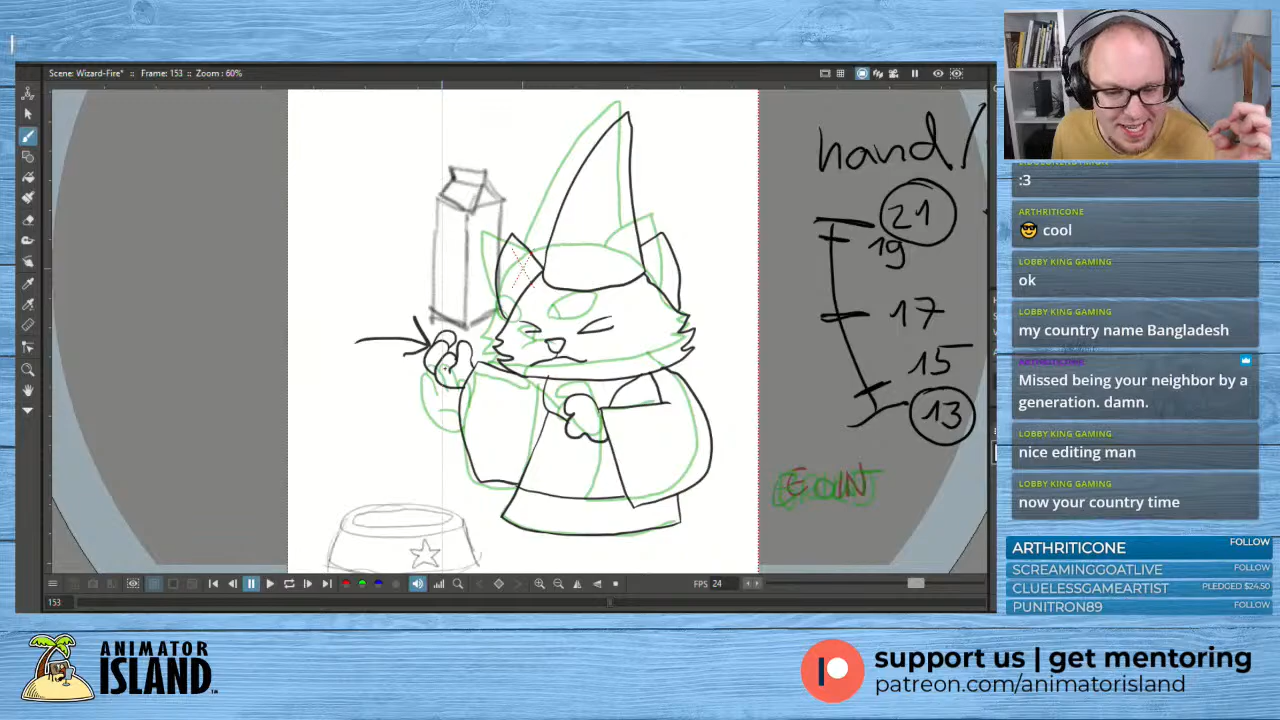 Scene: Wizard-Fire* :: Frame: 153 :: Zoom : 60%
hand/
21
19
17
15
13
FPS 24
153
:3
ARTHRITICONE
😎 cool
LOBBY KING GAMING
ok
LOBBY KING GAMING
my country name Bangladesh
ARTHRITICONE
Missed being your neighbor by a
generation. damn.
LOBBY KING GAMING
nice editing man
LOBBY KING GAMING
now your country time
ARTHRITICONE FOLLOW
SCREAMINGGOATLIVE FOLLOW
CLUELESSGAMEARTIST PLEDGED $24.50
PUNITRON89 FOLLOW
ANIMATOR
ISLAND™
support us | get mentoring
patreon.com/animatorisland